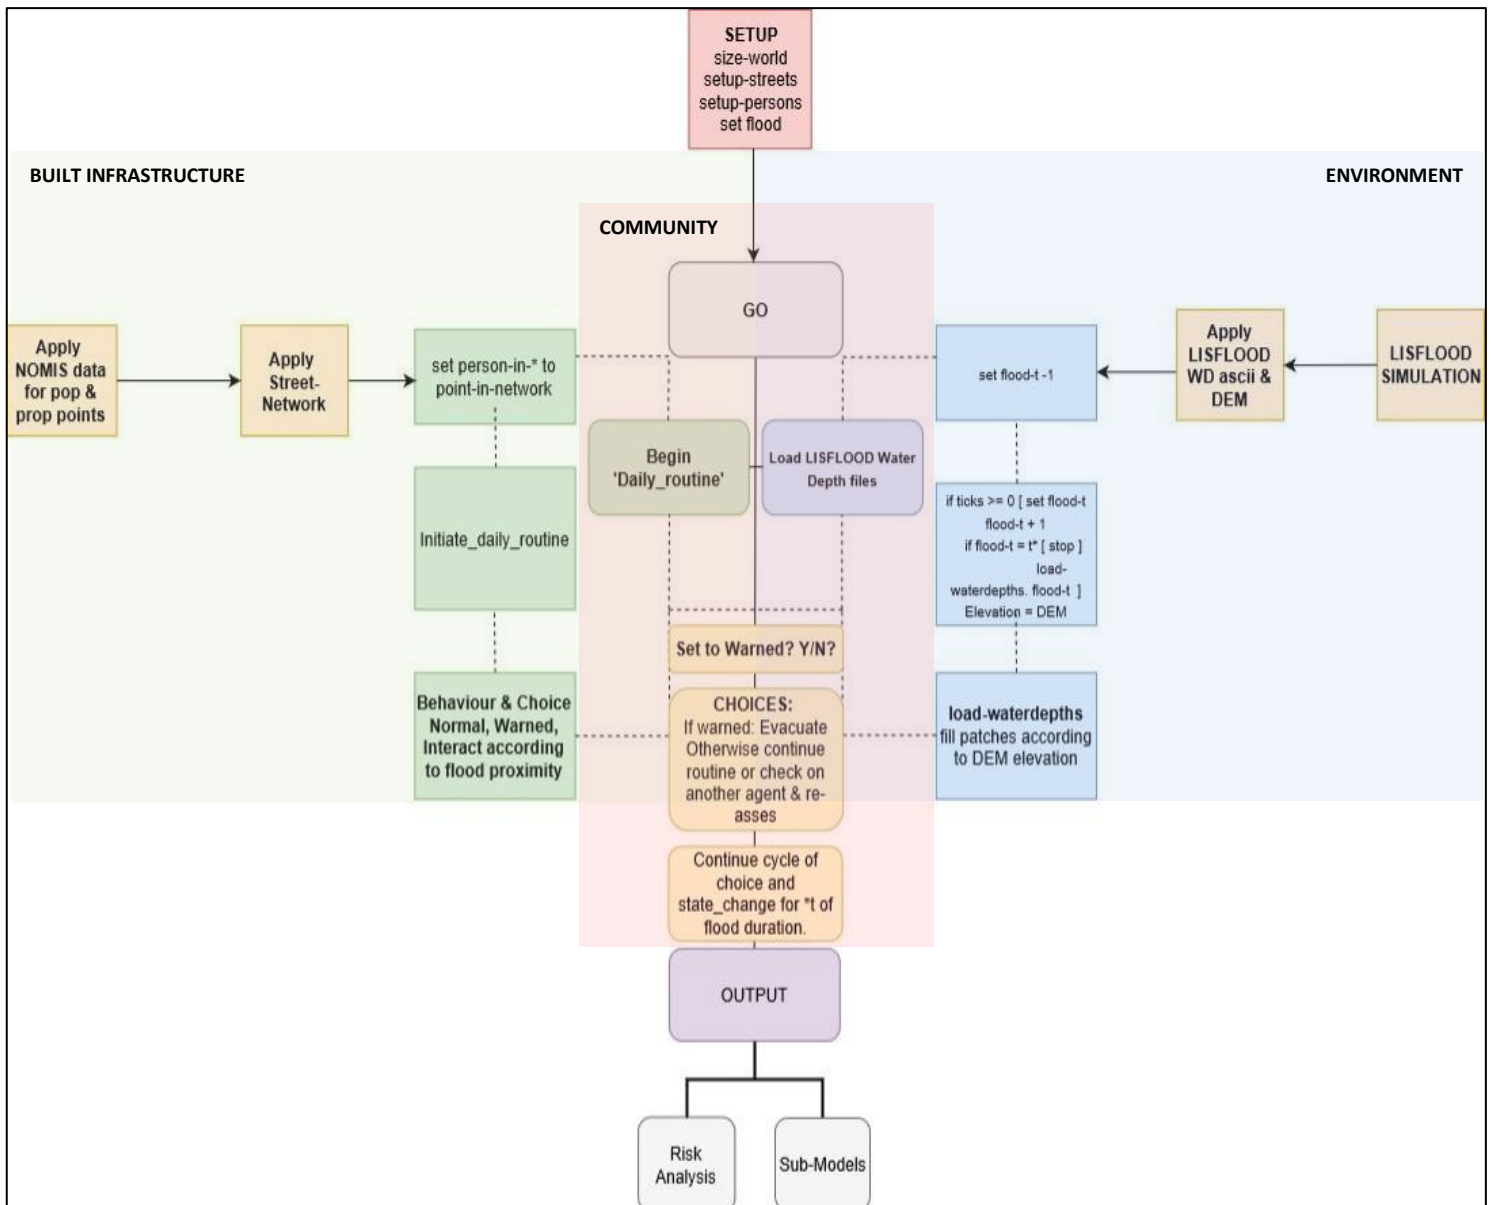 SETUP
size-world
setup-streets
setup-persons
set flood
BUILT INFRASTRUCTURE
ENVIRONMENT
COMMUNITY
GO
Apply
NOMIS data
for pop &
prop points
Apply
Street-
Network
set person-in-* to
point-in-network
set flood-t -1
Apply
LISFLOOD
WD ascii &
DEM
LISFLOOD
SIMULATION
Begin
'Daily_routine'
Load LISFLOOD Water
Depth files
Initiate_daily_routine
if ticks >= 0 [ set flood-t
flood-t + 1
if flood-t = t* [ stop ]
load-
waterdepths. flood-t ]
Elevation = DEM
Set to Warned? Y/N?
Behaviour & Choice
Normal, Warned,
Interact according
to flood proximity
CHOICES:
If warned: Evacuate
Otherwise continue
routine or check on
another agent & re-
asses
load-waterdepths
fill patches according
to DEM elevation
Continue cycle of
choice and
state_change for *t of
flood duration.
OUTPUT
Risk
Analysis
Sub-Models